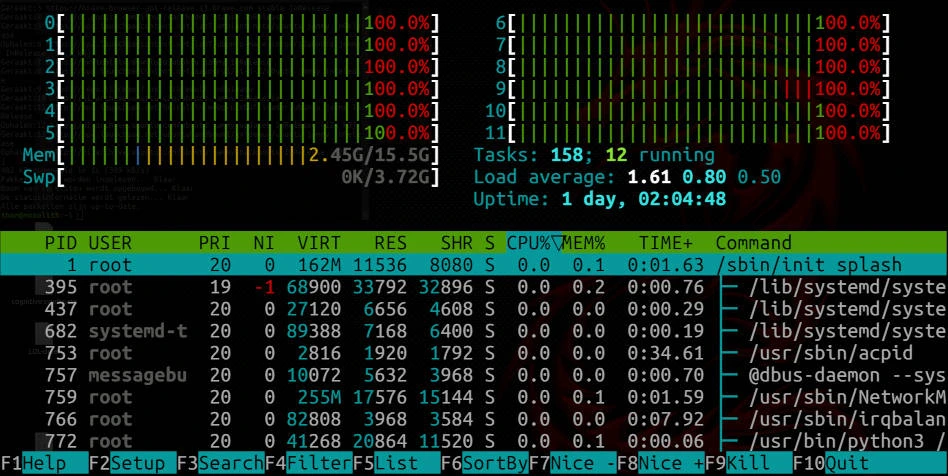 0[||||||||||||||||||||||||||100.0%] 6[||||||||||||||||||||||||||100.0%]
1[||||||||||||||||||||||||||100.0%] 7[||||||||||||||||||||||||||100.0%]
2[||||||||||||||||||||||||||100.0%] 8[||||||||||||||||||||||||||100.0%]
3[||||||||||||||||||||||||||100.0%] 9[||||||||||||||||||||||||||100.0%]
4[||||||||||||||||||||||||||100.0%] 10[||||||||||||||||||||||||||100.0%]
5[||||||||||||||||||||||||||100.0%] 11[||||||||||||||||||||||||||100.0%]
Mem[||||||||||||||||||||||2.45G/15.5G] Tasks: 158; 12 running
Swp[ 0K/3.72G] Load average: 1.61 0.80 0.50
Uptime: 1 day, 02:04:48
PID USER PRI NI VIRT RES SHR S CPU%▽MEM% TIME+ Command
1 root 20 0 162M 11536 8080 S 0.0 0.1 0:01.63 /sbin/init splash
395 root 19 -1 68900 33792 32896 S 0.0 0.2 0:00.76 ├─ /lib/systemd/syste
437 root 20 0 27120 6656 4608 S 0.0 0.0 0:00.29 ├─ /lib/systemd/syste
682 systemd-t 20 0 89388 7168 6400 S 0.0 0.0 0:00.19 ├─ /lib/systemd/syste
753 root 20 0 2816 1920 1792 S 0.0 0.0 0:34.61 ├─ /usr/sbin/acpid
757 messagebu 20 0 10072 5632 3968 S 0.0 0.0 0:00.70 ├─ @dbus-daemon --sys
759 root 20 0 255M 17576 15144 S 0.0 0.1 0:01.59 ├─ /usr/sbin/NetworkM
766 root 20 0 82808 3968 3584 S 0.0 0.0 0:07.92 ├─ /usr/sbin/irqbalan
772 root 20 0 41268 20864 11520 S 0.0 0.1 0:00.06 ├─ /usr/bin/python3 /
F1Help F2Setup F3SearchF4FilterF5List F6SortByF7Nice -F8Nice +F9Kill F10Quit